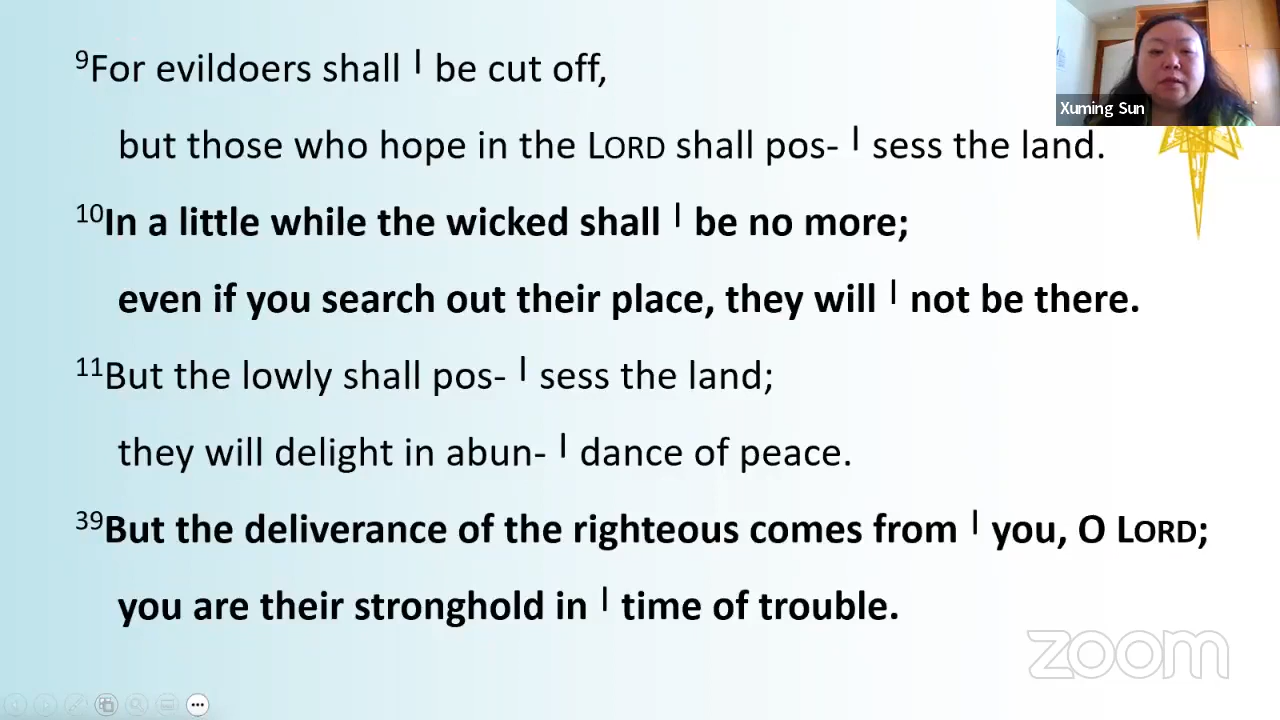 ⁹For evildoers shall | be cut off,
but those who hope in the LORD shall pos- | sess the land.
¹⁰In a little while the wicked shall | be no more;
even if you search out their place, they will | not be there.
¹¹But the lowly shall pos- | sess the land;
they will delight in abun- | dance of peace.
³⁹But the deliverance of the righteous comes from | you, O LORD;
you are their stronghold in | time of trouble.
Xuming Sun
zoom